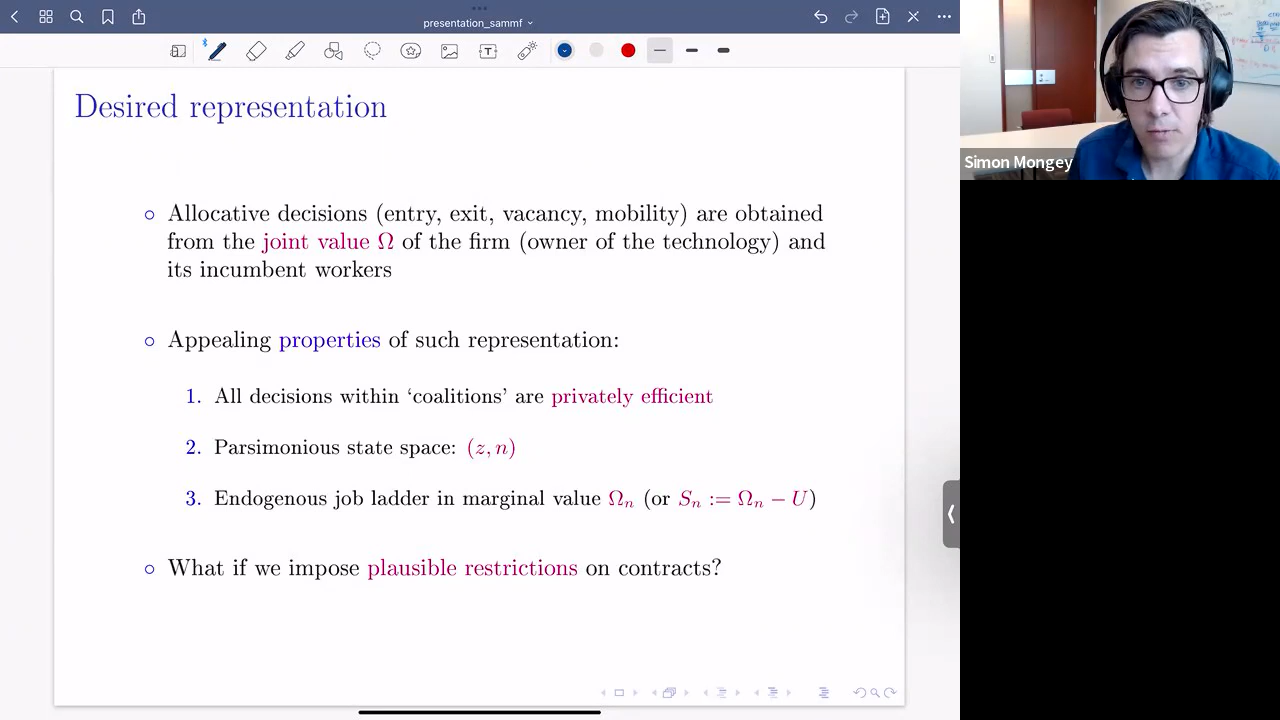 presentation_sammf
Desired representation
Simon Mongey
○ Allocative decisions (entry, exit, vacancy, mobility) are obtained
from the joint value Ω of the firm (owner of the technology) and
its incumbent workers
○ Appealing properties of such representation:
1. All decisions within ‘coalitions’ are privately efficient
2. Parsimonious state space: (z, n)
3. Endogenous job ladder in marginal value Ωₙ (or Sₙ := Ωₙ − U)
○ What if we impose plausible restrictions on contracts?